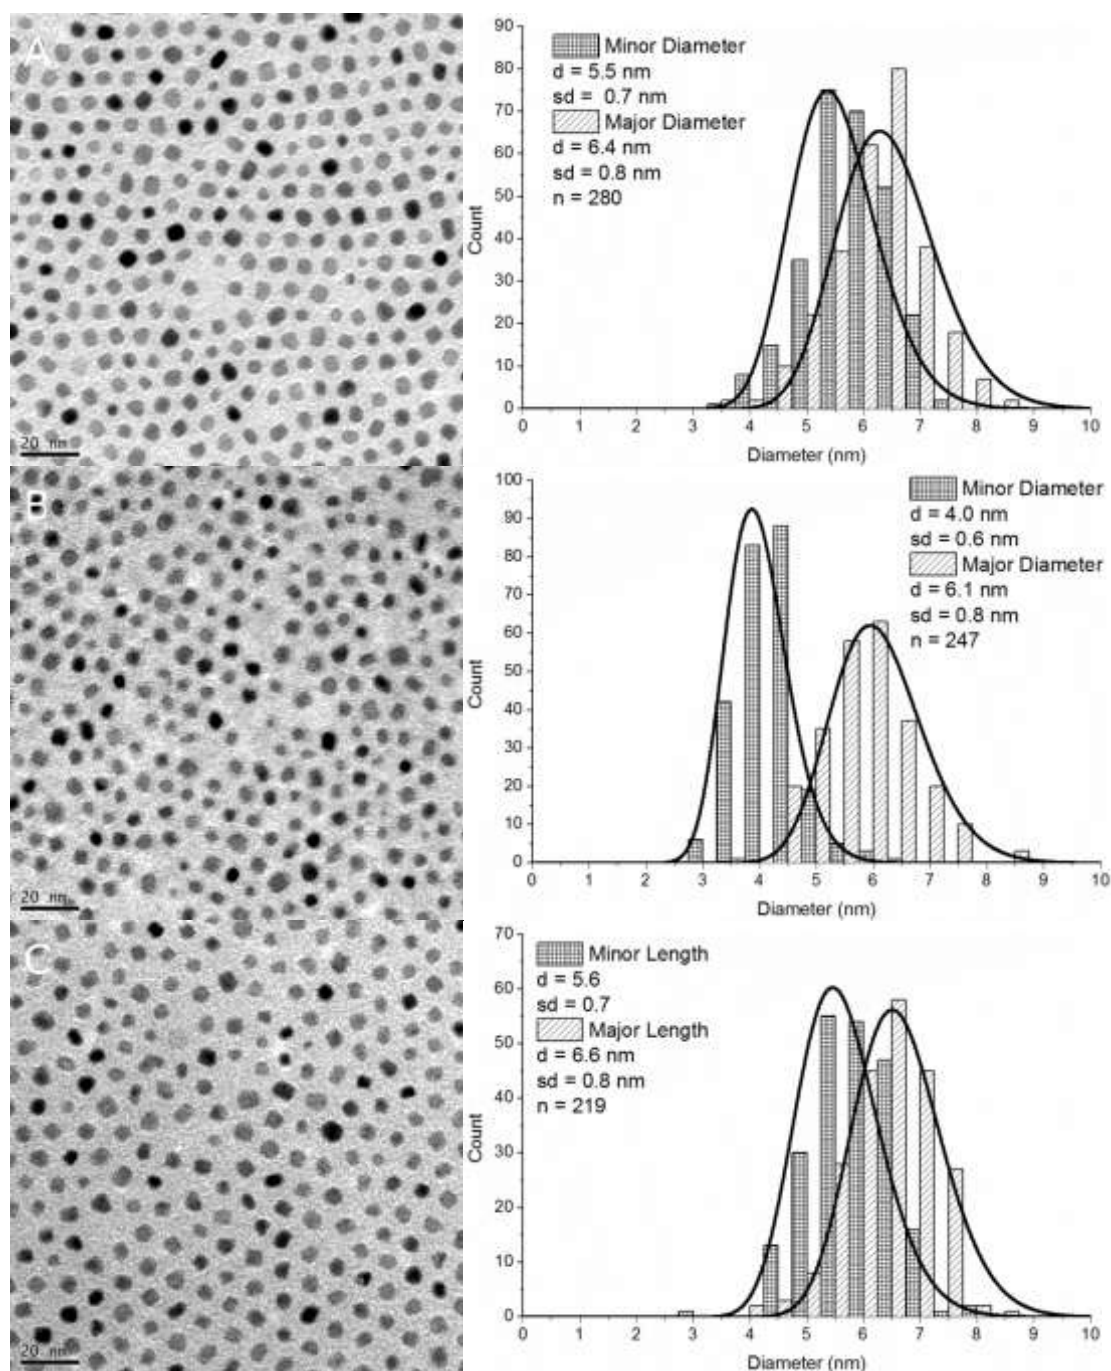 A
20 nm
90
80
70
60
50
40
30
20
10
0
Count
Minor Diameter
d = 5.5 nm
sd = 0.7 nm
Major Diameter
d = 6.4 nm
sd = 0.8 nm
n = 280
0 1 2 3 4 5 6 7 8 9 10
Diameter (nm)
B
20 nm
100
90
80
70
60
50
40
30
20
10
0
Count
Minor Diameter
d = 4.0 nm
sd = 0.6 nm
Major Diameter
d = 6.1 nm
sd = 0.8 nm
n = 247
0 1 2 3 4 5 6 7 8 9 10
Diameter (nm)
C
20 nm
70
60
50
40
30
20
10
0
Count
Minor Length
d = 5.6
sd = 0.7
Major Length
d = 6.6 nm
sd = 0.8 nm
n = 219
0 1 2 3 4 5 6 7 8 9 10
Diameter (nm)